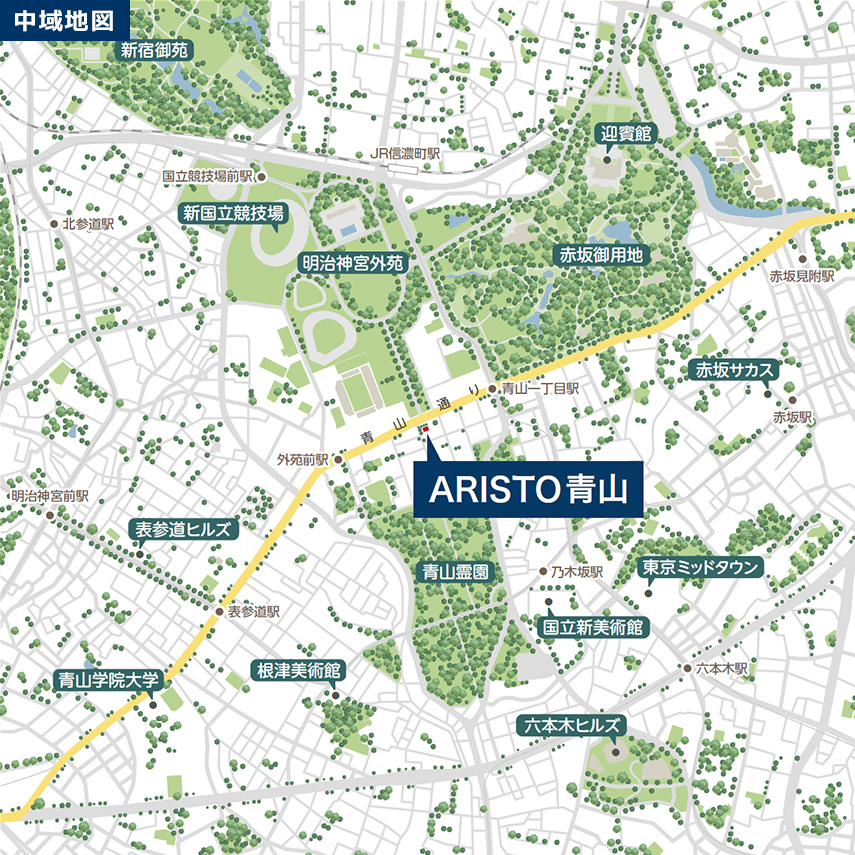 中域地図
新宿御苑
迎賓館
JR信濃町駅
国立競技場前駅
新国立競技場
北参道駅
明治神宮外苑
赤坂御用地
赤坂見附駅
赤坂サカス
青山一丁目駅
青山通り
赤坂駅
外苑前駅
ARISTO青山
明治神宮前駅
表参道ヒルズ
青山霊園
乃木坂駅
東京ミッドタウン
表参道駅
国立新美術館
根津美術館
六本木駅
青山学院大学
六本木ヒルズ